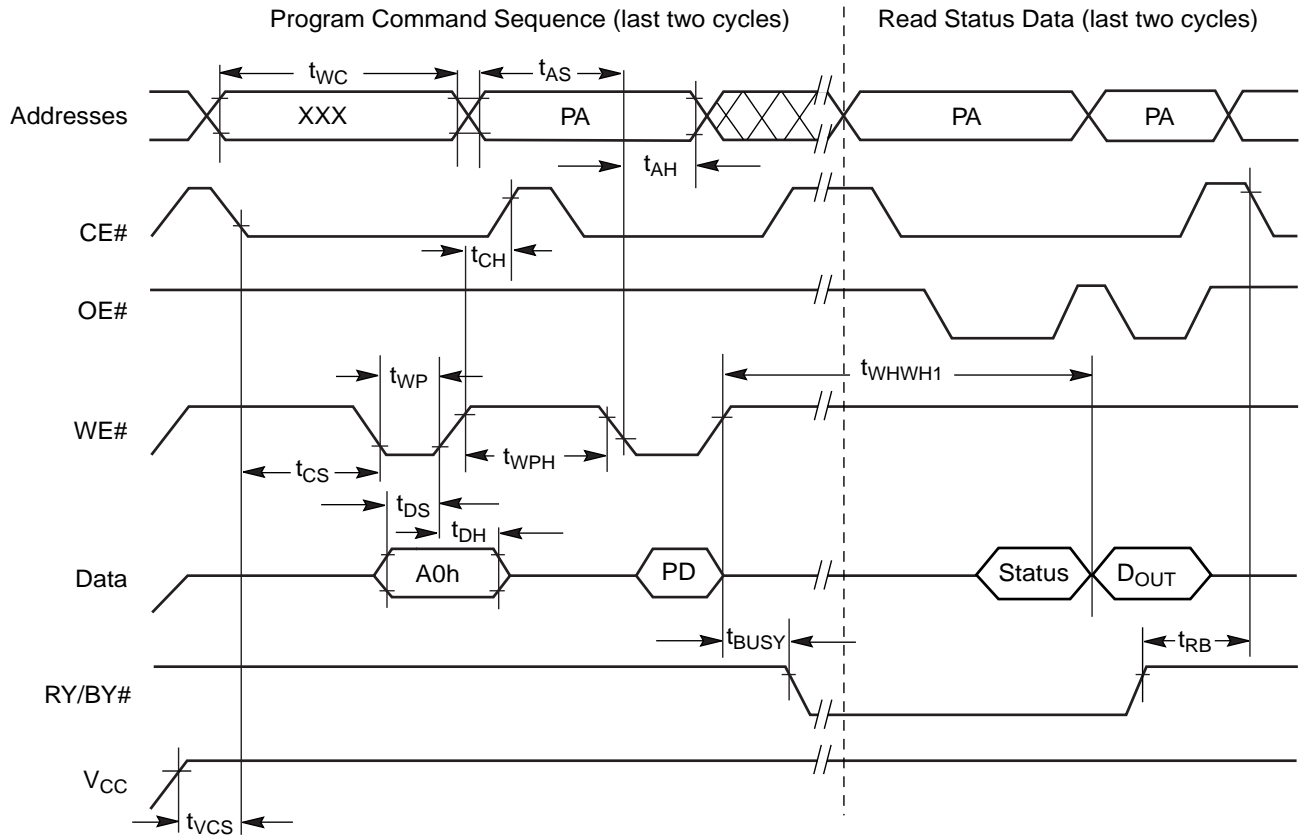 Program Command Sequence (last two cycles)
Read Status Data (last two cycles)
tWC
tAS
Addresses
XXX
PA
PA
PA
tAH
CE#
tCH
OE#
tWP
tWHWH1
WE#
tCS
tWPH
tDS
tDH
Data
A0h
PD
Status
DOUT
tBUSY
tRB
RY/BY#
VCC
tVCS